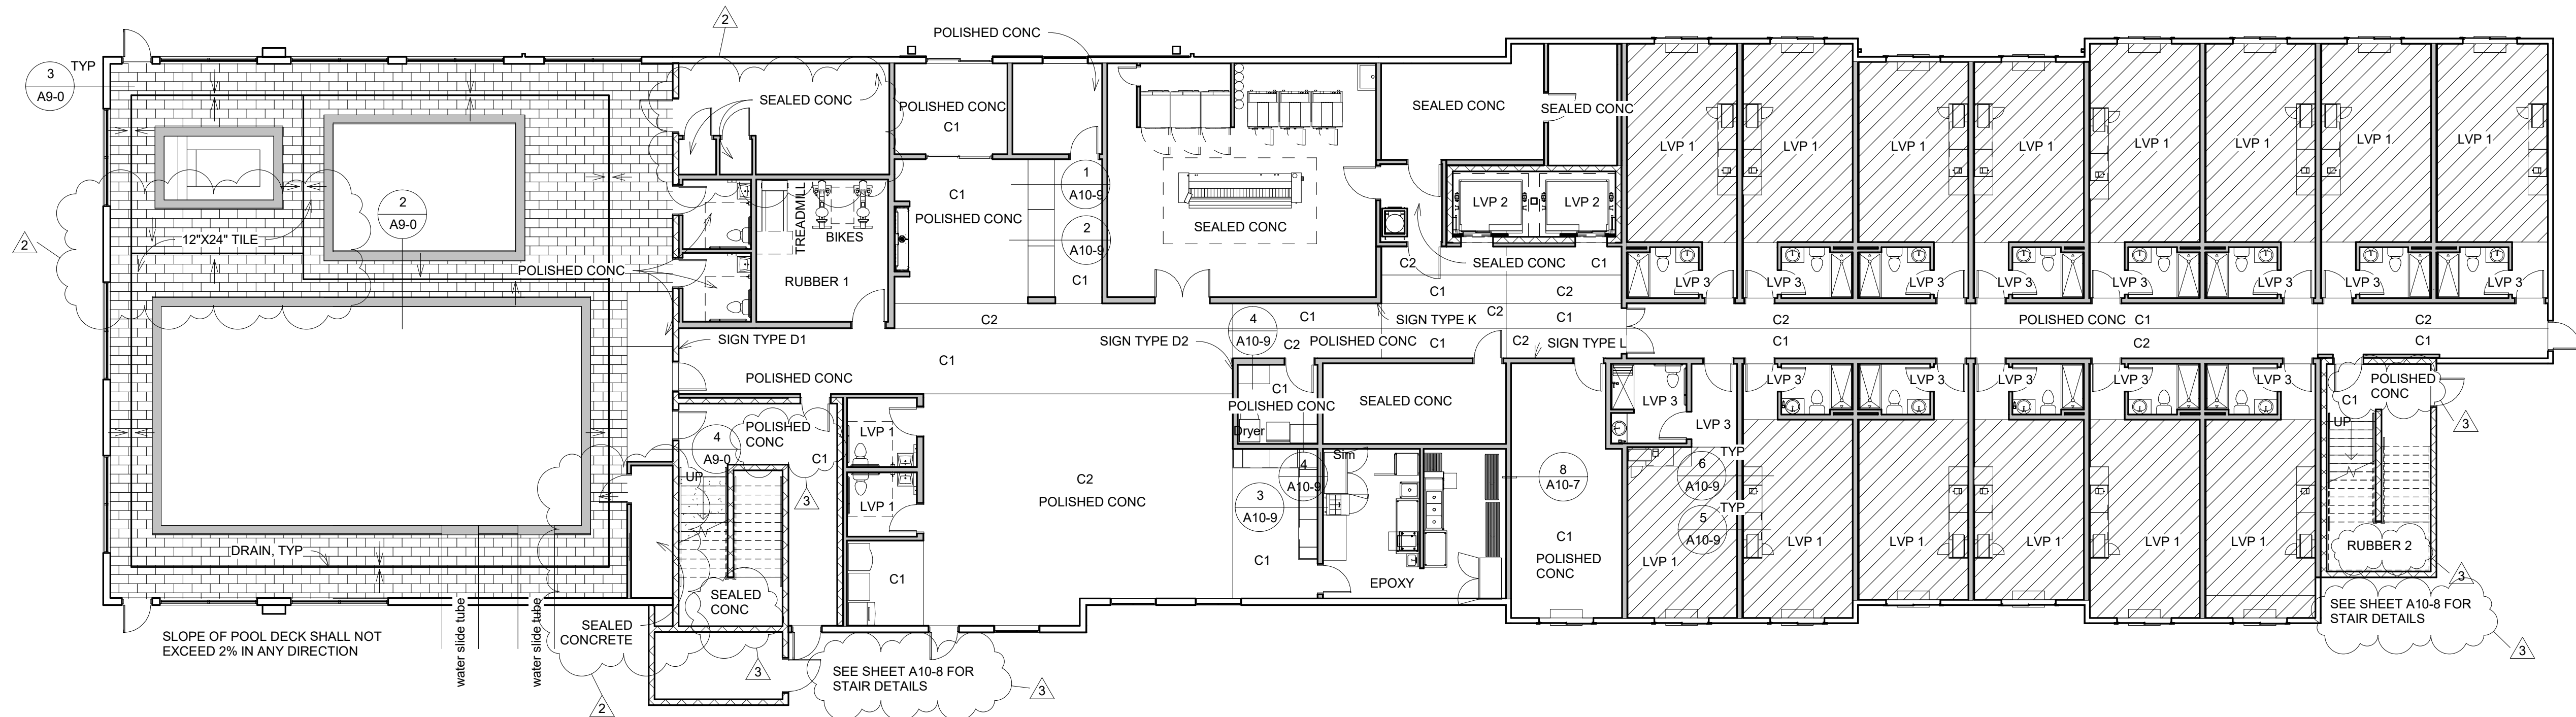 2
POLISHED CONC
3
TYP
A9-0
SEALED CONC
POLISHED CONC
C1
SEALED CONC
SEALED CONC
LVP 1
LVP 1
LVP 1
LVP 1
LVP 1
LVP 1
LVP 1
LVP 1
1
A10-9
C1
POLISHED CONC
2
A9-0
TREADMILL
BIKES
2
A10-9
SEALED CONC
LVP 2
LVP 2
2
12"X24" TILE
POLISHED CONC
RUBBER 1
C1
C2
SEALED CONC
C1
LVP 3
LVP 3
LVP 3
LVP 3
LVP 3
LVP 3
LVP 3
LVP 3
C1
C2
C2
4
A10-9
C1
SIGN TYPE K
C2
C1
C2
POLISHED CONC
C1
C2
SIGN TYPE D1
SIGN TYPE D2
C2
POLISHED CONC
C1
C2
SIGN TYPE L
C1
C2
C1
C1
POLISHED CONC
C1
POLISHED CONC
Dryer
SEALED CONC
LVP 3
LVP 3
LVP 3
LVP 3
LVP 3
LVP 3
LVP 3
POLISHED
CONC
C1
UP
3
4
A9-0
POLISHED
CONC
C1
UP
3
LVP 1
LVP 1
C1
C2
POLISHED CONC
4
A10-9
Sim
3
A10-9
C1
EPOXY
8
A10-7
C1
POLISHED
CONC
6
TYP
A10-9
5
TYP
A10-9
LVP 1
LVP 1
LVP 1
LVP 1
LVP 1
LVP 1
RUBBER 2
3
DRAIN, TYP
SEALED
CONC
water slide tube
water slide tube
SEALED
CONCRETE
SLOPE OF POOL DECK SHALL NOT
EXCEED 2% IN ANY DIRECTION
3
2
SEE SHEET A10-8 FOR
STAIR DETAILS
3
SEE SHEET A10-8 FOR
STAIR DETAILS
3